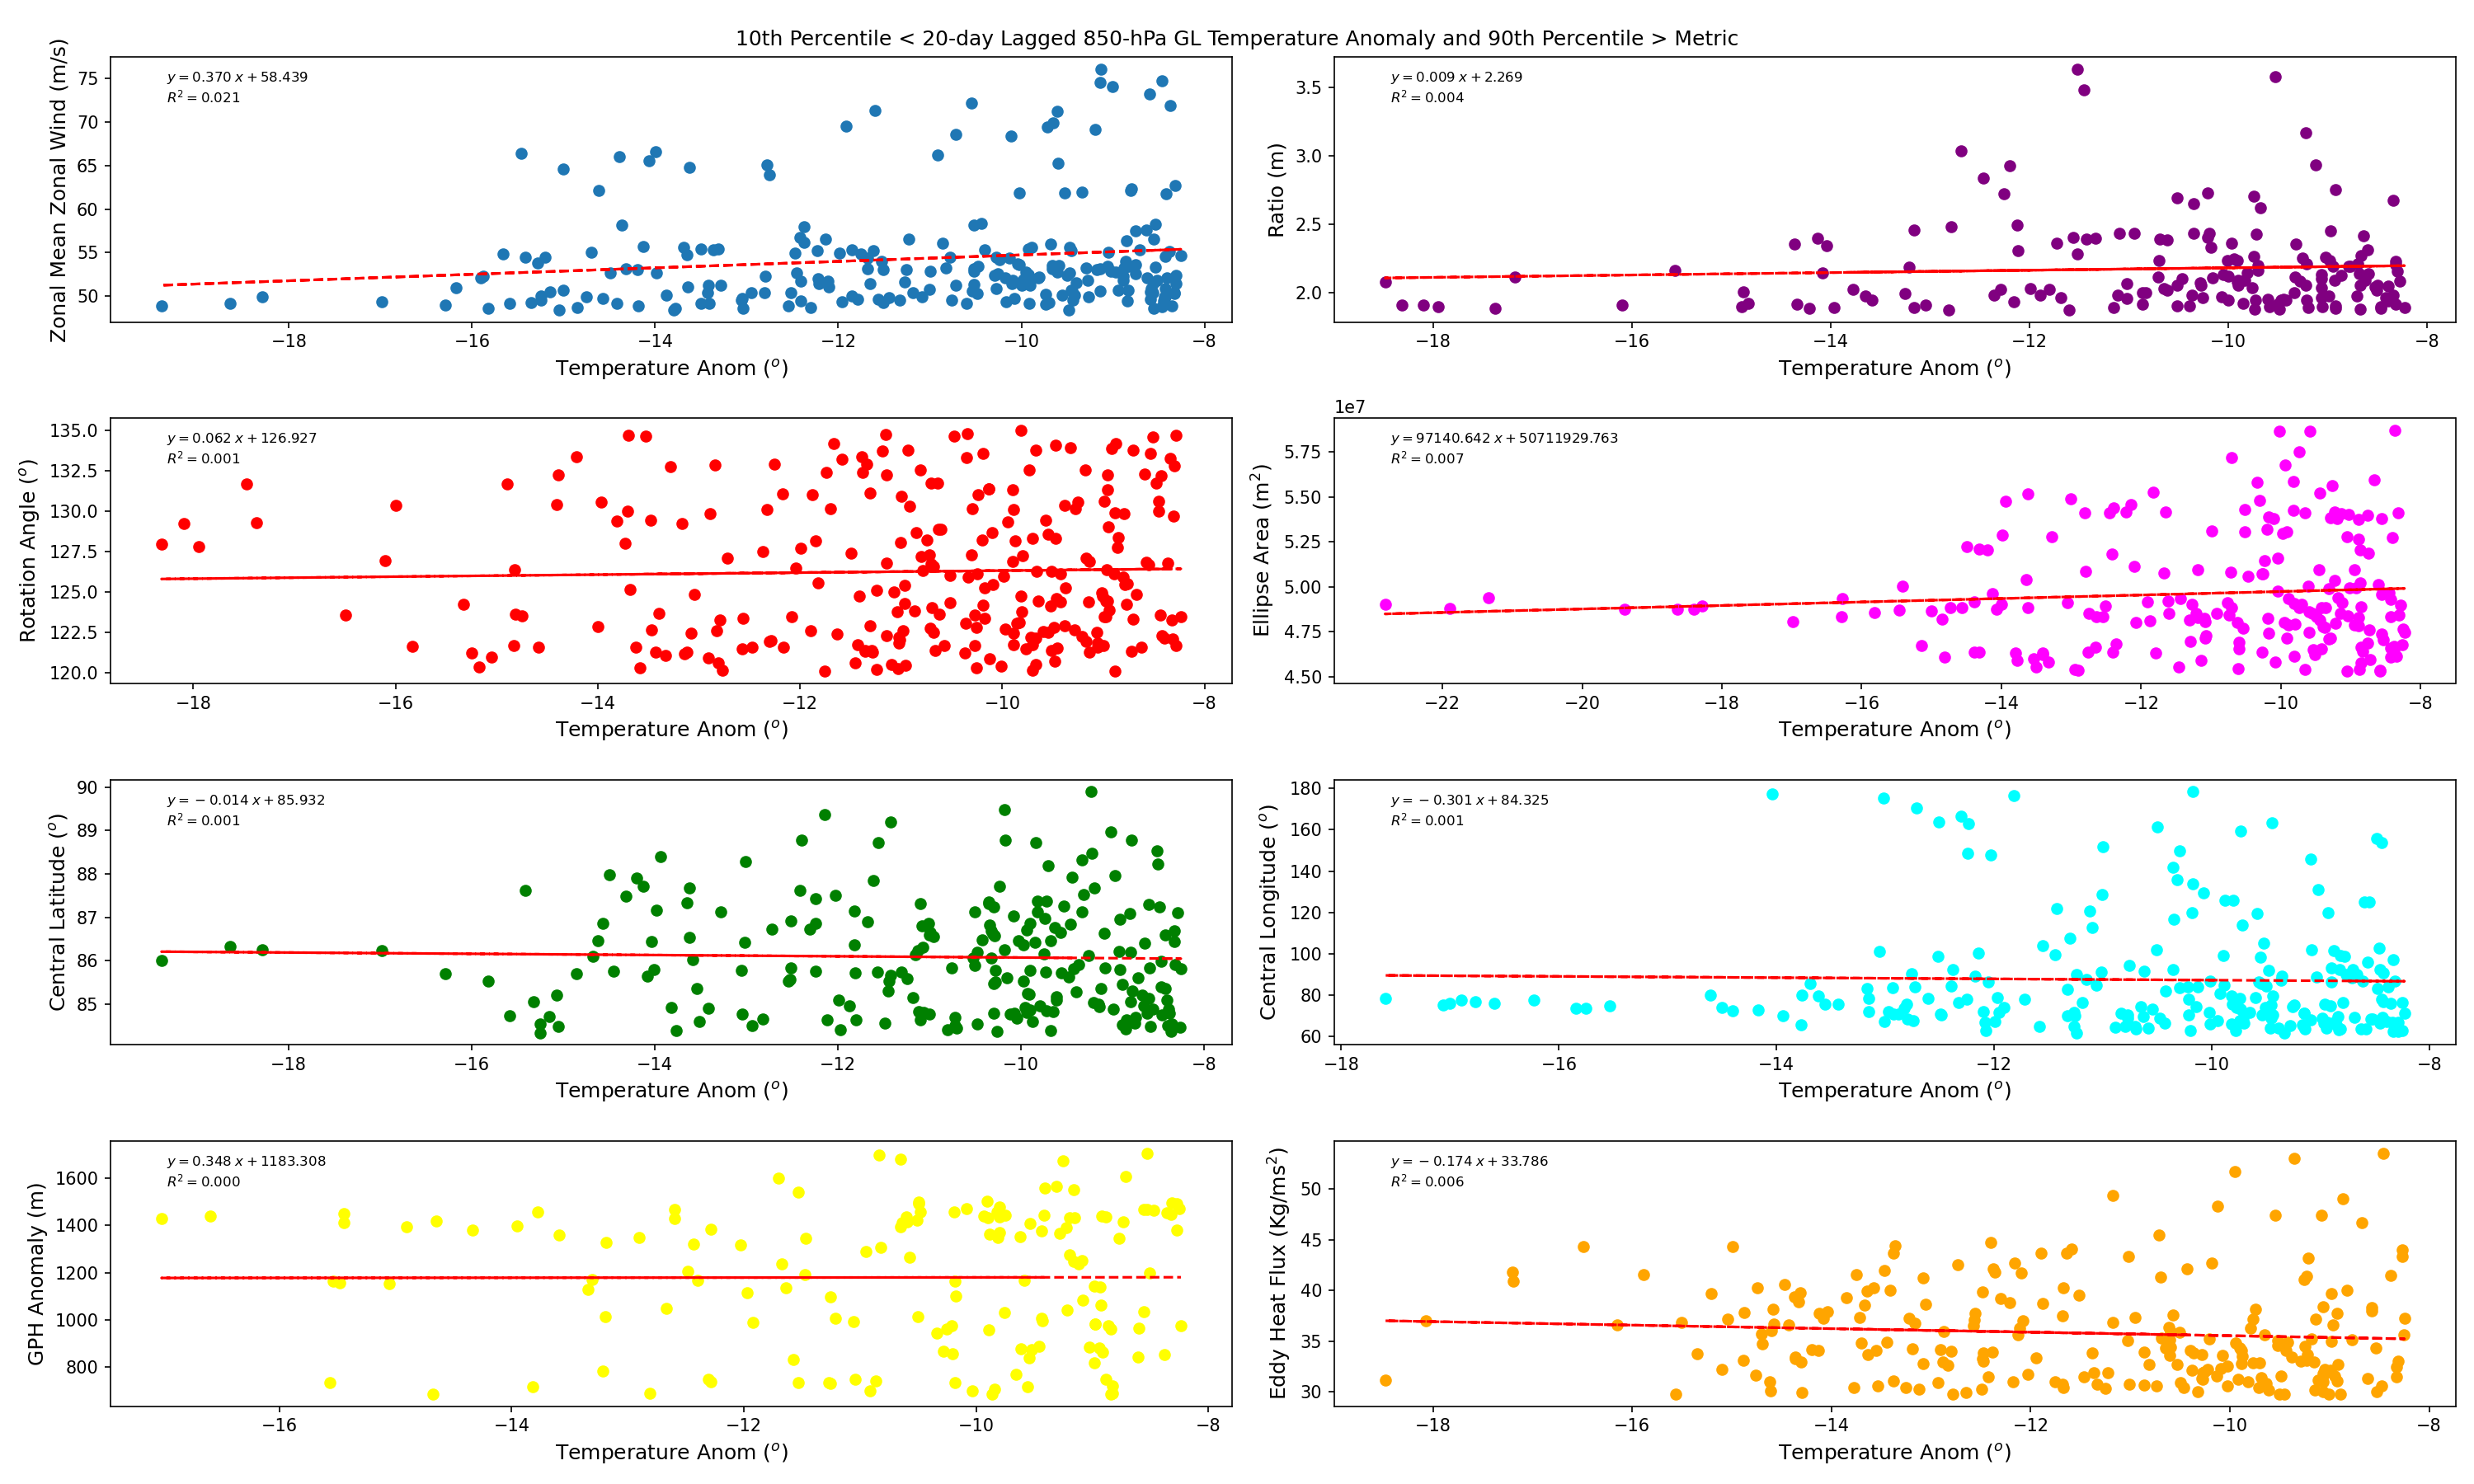 10th Percentile < 20-day Lagged 850-hPa GL Temperature Anomaly and 90th Percentile > Metric
Zonal Mean Zonal Wind (m/s)
75
70
65
60
55
50
y = 0.370 x + 58.439
R² = 0.021
−18 −16 −14 −12 −10 −8
Temperature Anom (°)
Ratio (m)
3.5
3.0
2.5
2.0
y = 0.009 x + 2.269
R² = 0.004
−18 −16 −14 −12 −10 −8
Temperature Anom (°)
Rotation Angle (°)
135.0
132.5
130.0
127.5
125.0
122.5
120.0
y = 0.062 x + 126.927
R² = 0.001
−18 −16 −14 −12 −10 −8
Temperature Anom (°)
Ellipse Area (m²)
1e7
5.75
5.50
5.25
5.00
4.75
4.50
y = 97140.642 x + 50711929.763
R² = 0.007
−22 −20 −18 −16 −14 −12 −10 −8
Temperature Anom (°)
Central Latitude (°)
90
89
88
87
86
85
y = −0.014 x + 85.932
R² = 0.001
−18 −16 −14 −12 −10 −8
Temperature Anom (°)
Central Longitude (°)
180
160
140
120
100
80
60
y = −0.301 x + 84.325
R² = 0.001
−18 −16 −14 −12 −10 −8
Temperature Anom (°)
GPH Anomaly (m)
1600
1400
1200
1000
800
y = 0.348 x + 1183.308
R² = 0.000
−16 −14 −12 −10 −8
Temperature Anom (°)
Eddy Heat Flux (Kg/ms²)
50
45
40
35
30
y = −0.174 x + 33.786
R² = 0.006
−18 −16 −14 −12 −10 −8
Temperature Anom (°)